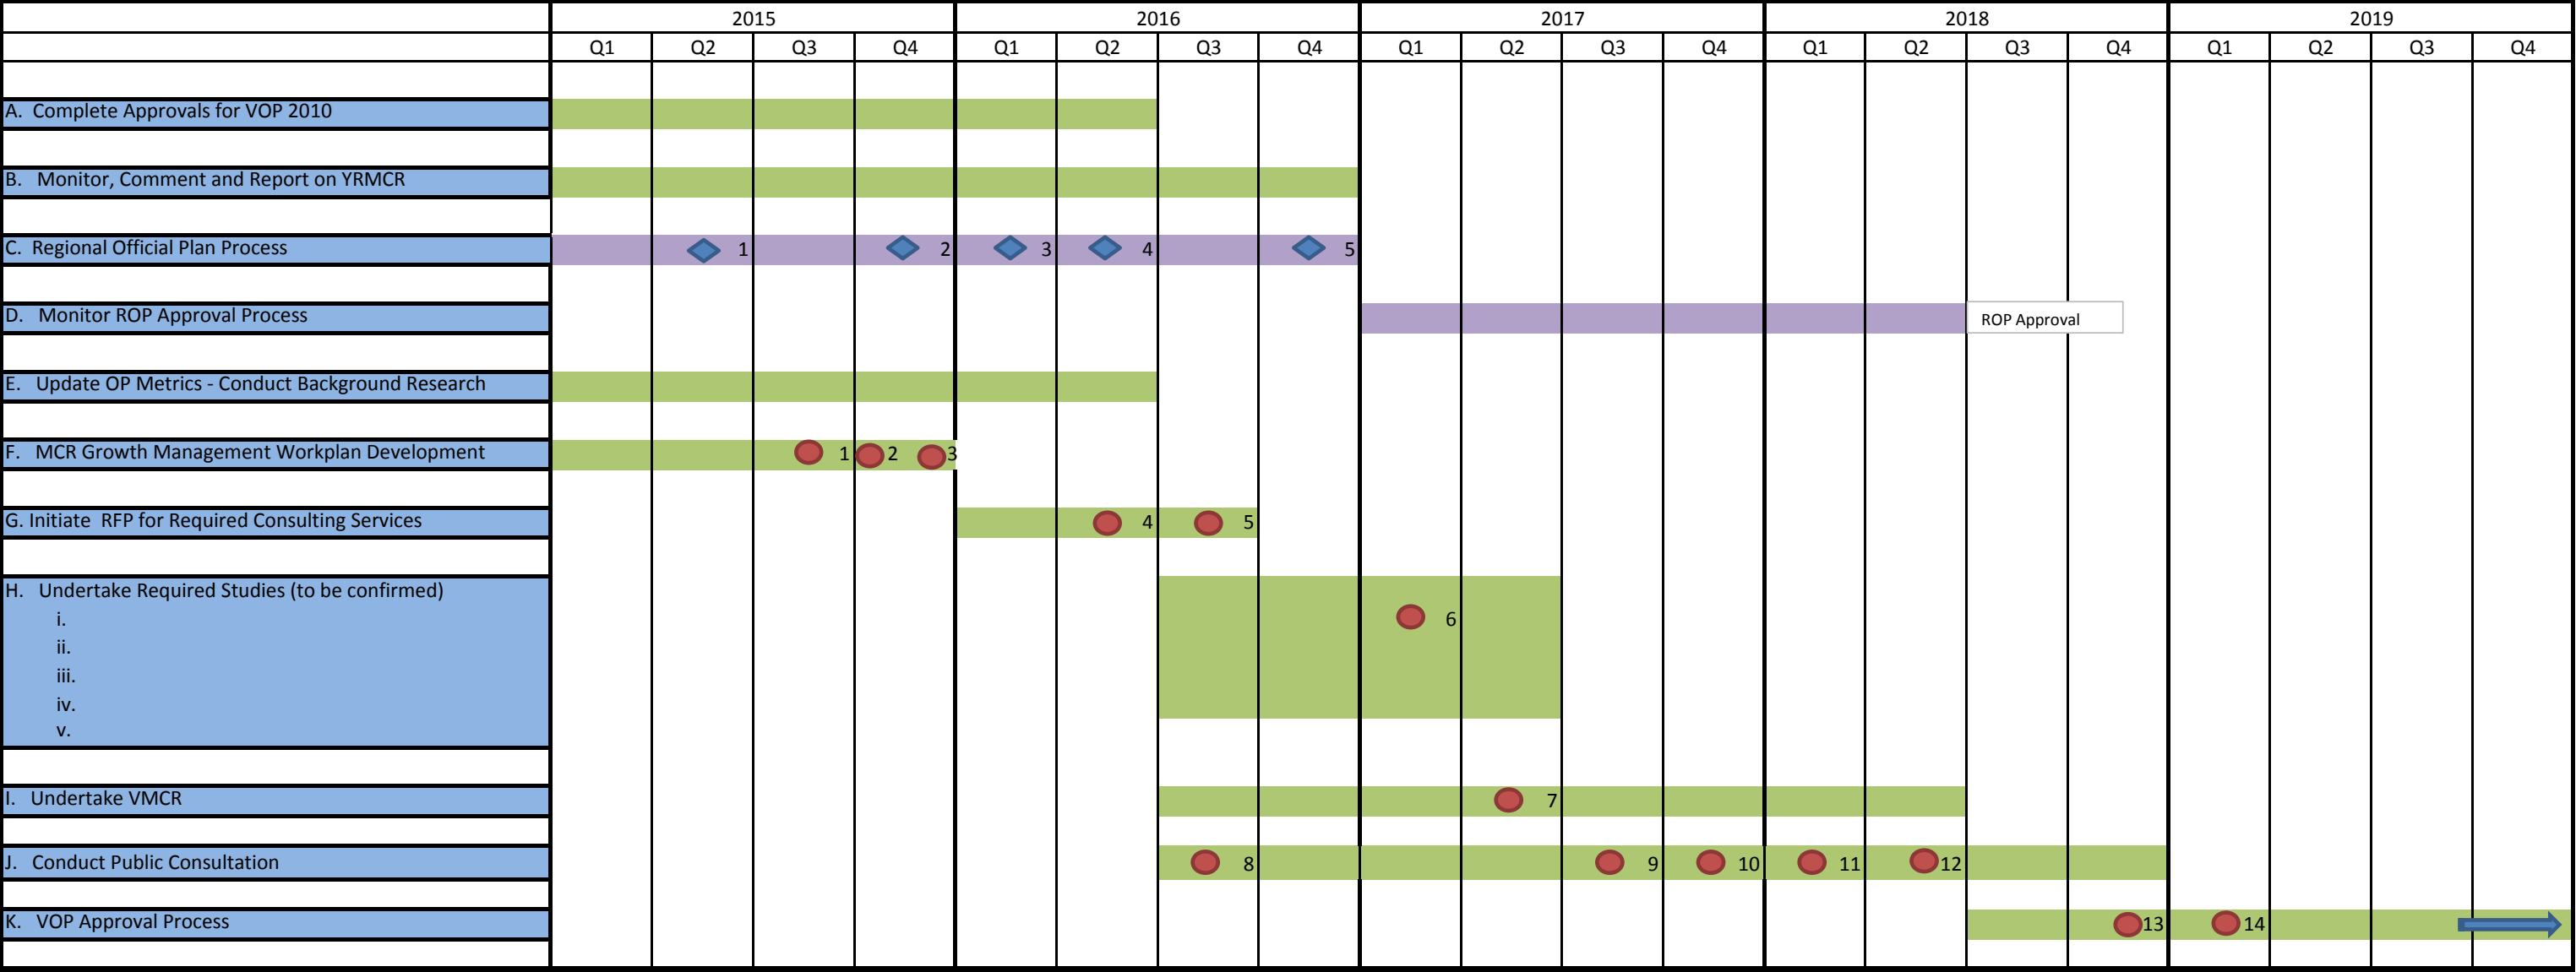 2015 2016 2017 2018 2019
Q1 Q2 Q3 Q4 Q1 Q2 Q3 Q4 Q1 Q2 Q3 Q4 Q1 Q2 Q3 Q4 Q1 Q2 Q3 Q4
A. Complete Approvals for VOP 2010
B. Monitor, Comment and Report on YRMCR
C. Regional Official Plan Process 1 2 3 4 5
D. Monitor ROP Approval Process ROP Approval
E. Update OP Metrics - Conduct Background Research
F. MCR Growth Management Workplan Development 1 2 3
G. Initiate RFP for Required Consulting Services 4 5
H. Undertake Required Studies (to be confirmed)
i. 6
ii.
iii.
iv.
v.
I. Undertake VMCR 7
J. Conduct Public Consultation 8 9 10 11 12
K. VOP Approval Process 13 14